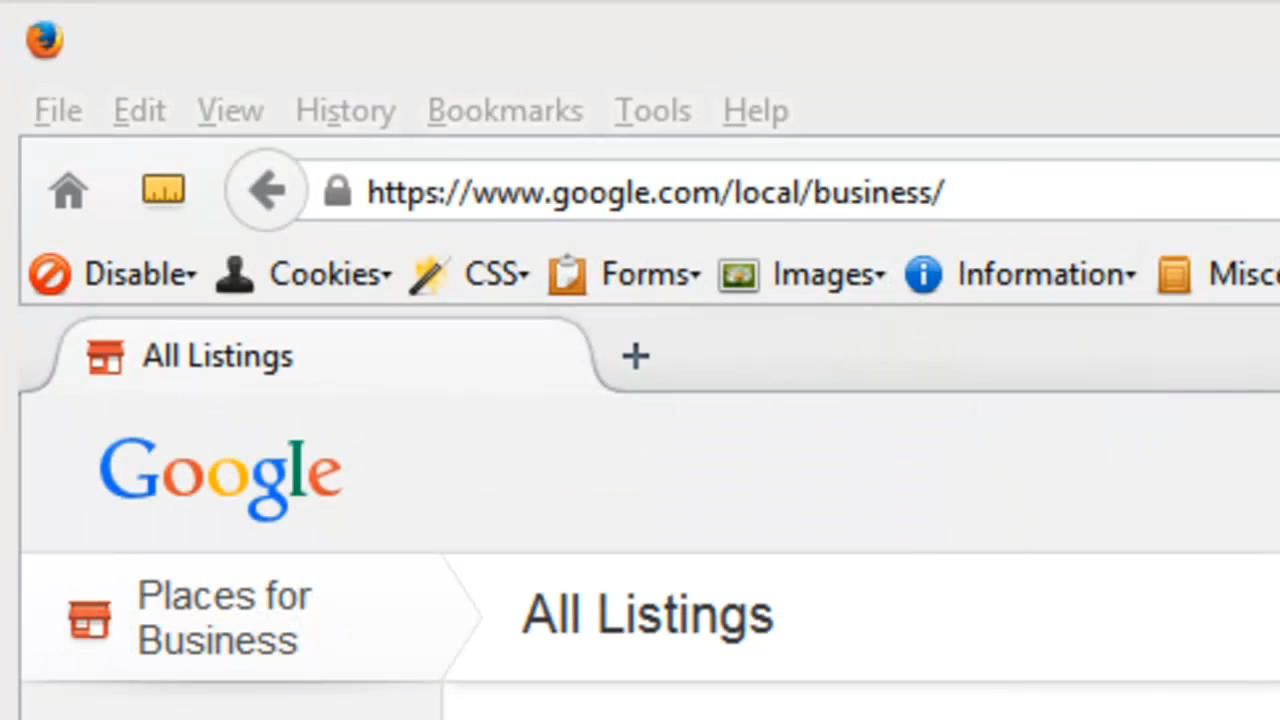 File Edit View History Bookmarks Tools Help
https://www.google.com/local/business/
Disable Cookies CSS Forms Images Information Misce
All Listings
Google
Places for
Business
All Listings